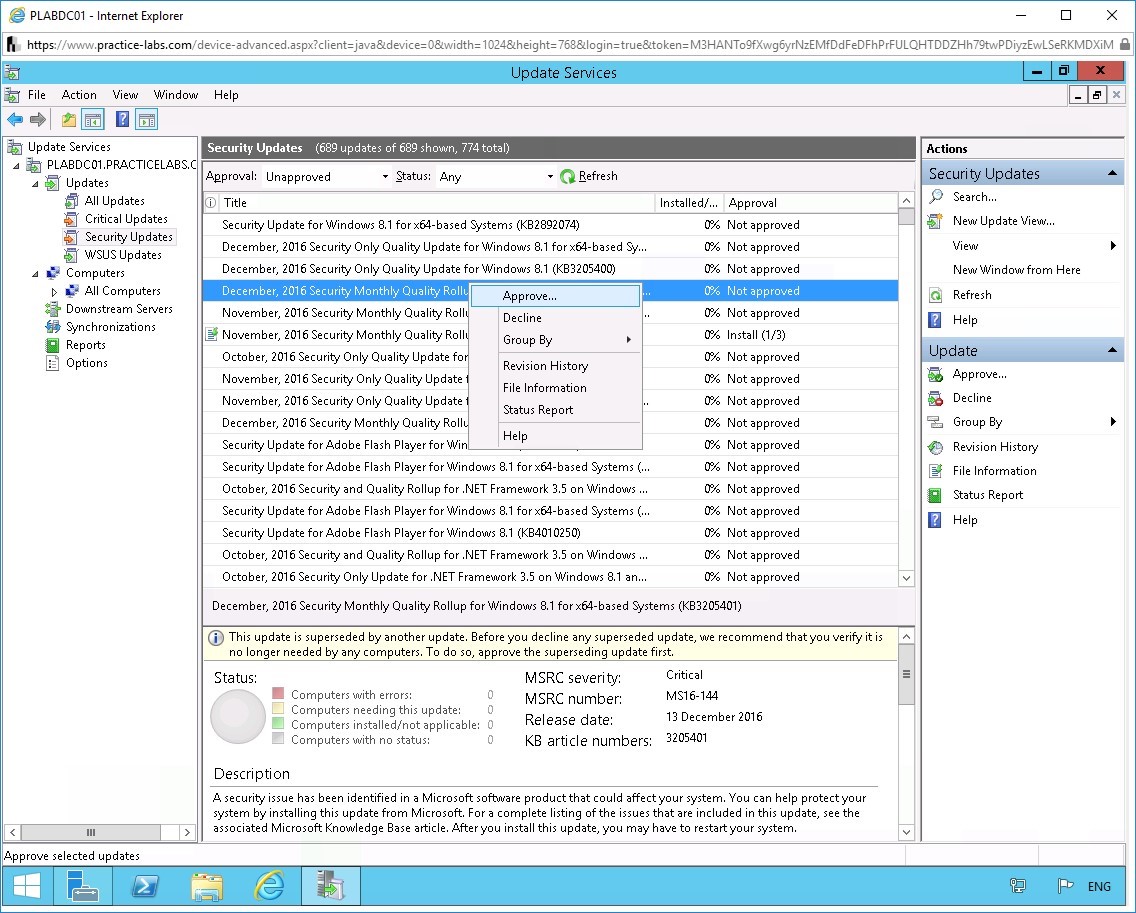 PLABDC01 - Internet Explorer
https://www.practice-labs.com/device-advanced.aspx?client=java&device=0&width=1024&height=768&login=true&token=M3HANTo9fXwg6yrNzEMfDdFeDFhPrFULQHTDDZHh79twPDiyzEwLSeRKMDXiM
Update Services
File Action View Window Help
Update Services
PLABDC01.PRACTICELABS.C
Updates
All Updates
Critical Updates
Security Updates
WSUS Updates
Computers
All Computers
Downstream Servers
Synchronizations
Reports
Options
Security Updates (689 updates of 689 shown, 774 total)
Approval: Unapproved Status: Any Refresh
Title Installed/... Approval
Security Update for Windows 8.1 for x64-based Systems (KB2892074) 0% Not approved
December, 2016 Security Only Quality Update for Windows 8.1 for x64-based Sy... 0% Not approved
December, 2016 Security Only Quality Update for Windows 8.1 (KB3205400) 0% Not approved
December, 2016 Security Monthly Quality Rollu ... 0% Not approved
November, 2016 Security Monthly Quality Rollu ... 0% Not approved
November, 2016 Security Monthly Quality Rollu 0% Install (1/3)
October, 2016 Security Only Quality Update for 0% Not approved
November, 2016 Security Only Quality Update f 0% Not approved
November, 2016 Security Only Quality Update f 0% Not approved
December, 2016 Security Monthly Quality Rollu 0% Not approved
Security Update for Adobe Flash Player for Windows 8.1 for x64-based Systems (... 0% Not approved
Security Update for Adobe Flash Player for Windows 8.1 for x64-based Systems (... 0% Not approved
October, 2016 Security and Quality Rollup for .NET Framework 3.5 on Windows ... 0% Not approved
Security Update for Adobe Flash Player for Windows 8.1 for x64-based Systems (... 0% Not approved
Security Update for Adobe Flash Player for Windows 8.1 (KB4010250) 0% Not approved
October, 2016 Security and Quality Rollup for .NET Framework 3.5 on Windows ... 0% Not approved
October, 2016 Security Only Update for .NET Framework 3.5 on Windows 8.1 an... 0% Not approved
Approve...
Decline
Group By
Revision History
File Information
Status Report
Help
December, 2016 Security Monthly Quality Rollup for Windows 8.1 for x64-based Systems (KB3205401)
This update is superseded by another update. Before you decline any superseded update, we recommend that you verify it is
no longer needed by any computers. To do so, approve the superseding update first.
Status:
Computers with errors: 0
Computers needing this update: 0
Computers installed/not applicable: 0
Computers with no status: 0
MSRC severity: Critical
MSRC number: MS16-144
Release date: 13 December 2016
KB article numbers: 3205401
Description
A security issue has been identified in a Microsoft software product that could affect your system. You can help protect your
system by installing this update from Microsoft. For a complete listing of the issues that are included in this update, see the
associated Microsoft Knowledge Base article. After you install this update, you may have to restart your system.
Actions
Security Updates
Search...
New Update View...
View
New Window from Here
Refresh
Help
Update
Approve...
Decline
Group By
Revision History
File Information
Status Report
Help
Approve selected updates
ENG